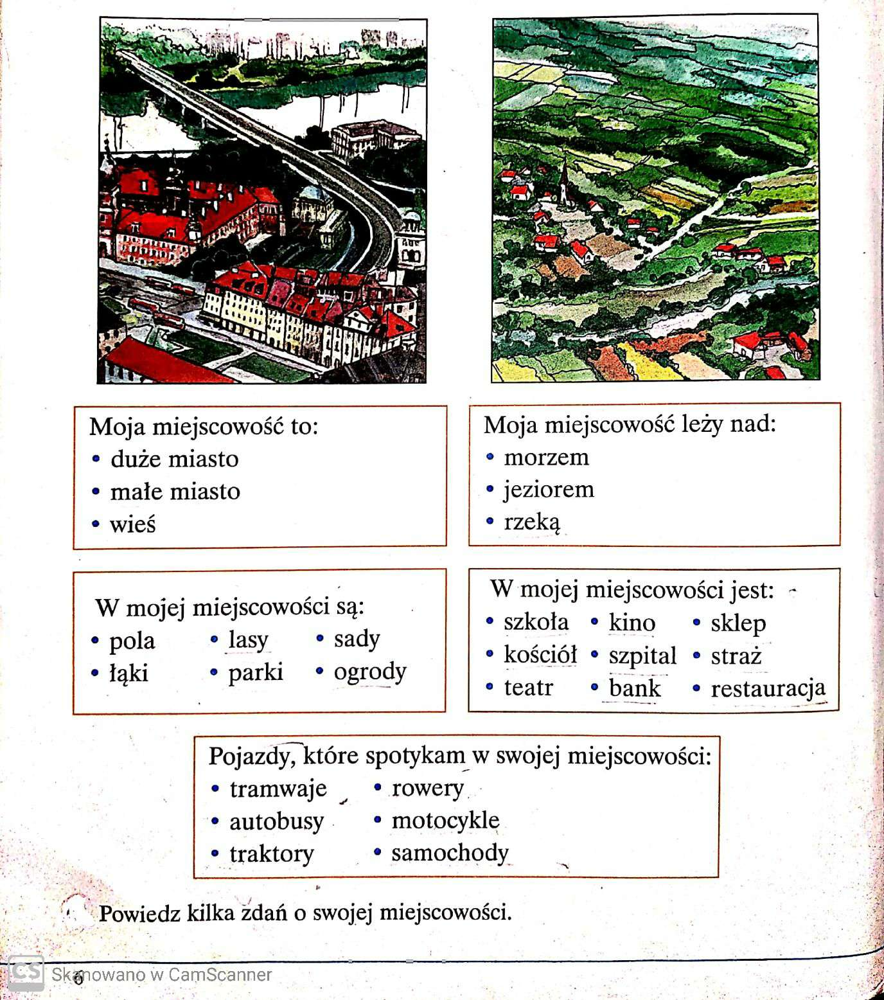 Moja miejscowość to:
• duże miasto
• małe miasto
• wieś
Moja miejscowość leży nad:
• morzem
• jeziorem
• rzeką
W mojej miejscowości są:
• pola • lasy • sady
• łąki • parki • ogrody
W mojej miejscowości jest:
• szkoła • kino • sklep
• kościół • szpital • straż
• teatr • bank • restauracja
Pojazdy, które spotykam w swojej miejscowości:
• tramwaje • rowery
• autobusy • motocykle
• traktory • samochody
Powiedz kilka zdań o swojej miejscowości.
6
CS Skanowano w CamScanner